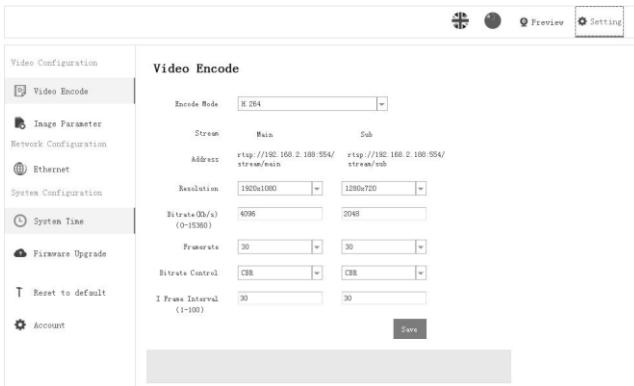 Preview
Setting
Video Configuration
Video Encode
Image Parameter
Network Configuration
Ethernet
System Configuration
System Time
Firmware Upgrade
Reset to default
Account
Video Encode
Encode Mode H.264
Stream Main Sub
Address rtsp://192.168.2.188:554/ rtsp://192.168.2.188:554/
stream/main stream/sub
Resolution 1920x1080 1280x720
Bitrate(Kb/s) 4096 2048
(0-15360)
Framerate 30 30
Bitrate Control CBR CBR
I Frame Interval 30 30
(1-100)
Save